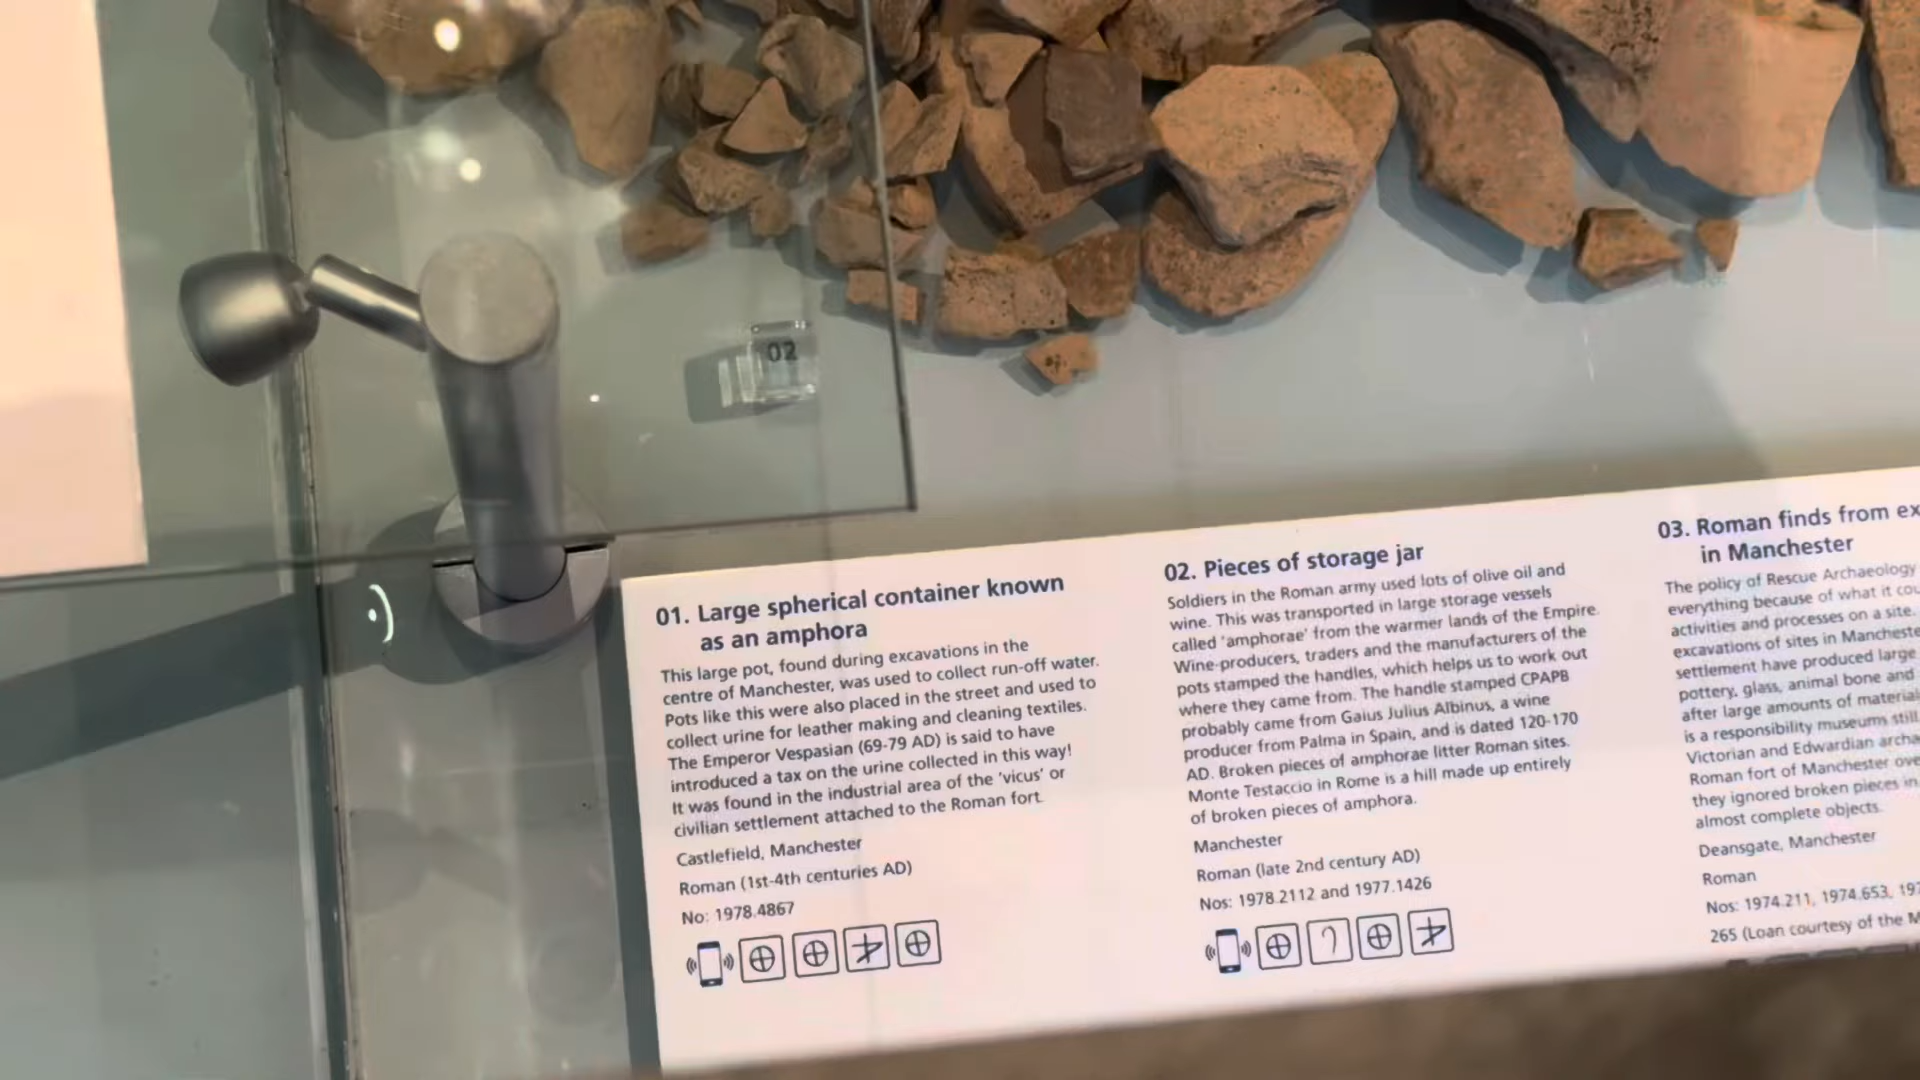 02
01. Large spherical container known
as an amphora
This large pot, found during excavations in the
centre of Manchester, was used to collect run-off water.
Pots like this were also placed in the street and used to
collect urine for leather making and cleaning textiles.
The Emperor Vespasian (69-79 AD) is said to have
introduced a tax on the urine collected in this way!
It was found in the industrial area of the 'vicus' or
civilian settlement attached to the Roman fort.
Castlefield, Manchester
Roman (1st-4th centuries AD)
No: 1978.4867
02. Pieces of storage jar
Soldiers in the Roman army used lots of olive oil and
wine. This was transported in large storage vessels
called 'amphorae' from the warmer lands of the Empire.
Wine-producers, traders and the manufacturers of the
pots stamped the handles, which helps us to work out
where they came from. The handle stamped CPAPB
probably came from Gaius Julius Albinus, a wine
producer from Palma in Spain, and is dated 120-170
AD. Broken pieces of amphorae litter Roman sites.
Monte Testaccio in Rome is a hill made up entirely
of broken pieces of amphora.
Manchester
Roman (late 2nd century AD)
Nos: 1978.2112 and 1977.1426
03. Roman finds from ex
in Manchester
The policy of Rescue Archaeology
everything because of what it cou
activities and processes on a site.
excavations of sites in Mancheste
settlement have produced large
pottery, glass, animal bone and
after large amounts of material
is a responsibility museums still
Victorian and Edwardian archa
Roman fort of Manchester ove
they ignored broken pieces in
almost complete objects.
Deansgate, Manchester
Roman
Nos: 1974.211, 1974.653, 197
265 (Loan courtesy of the M